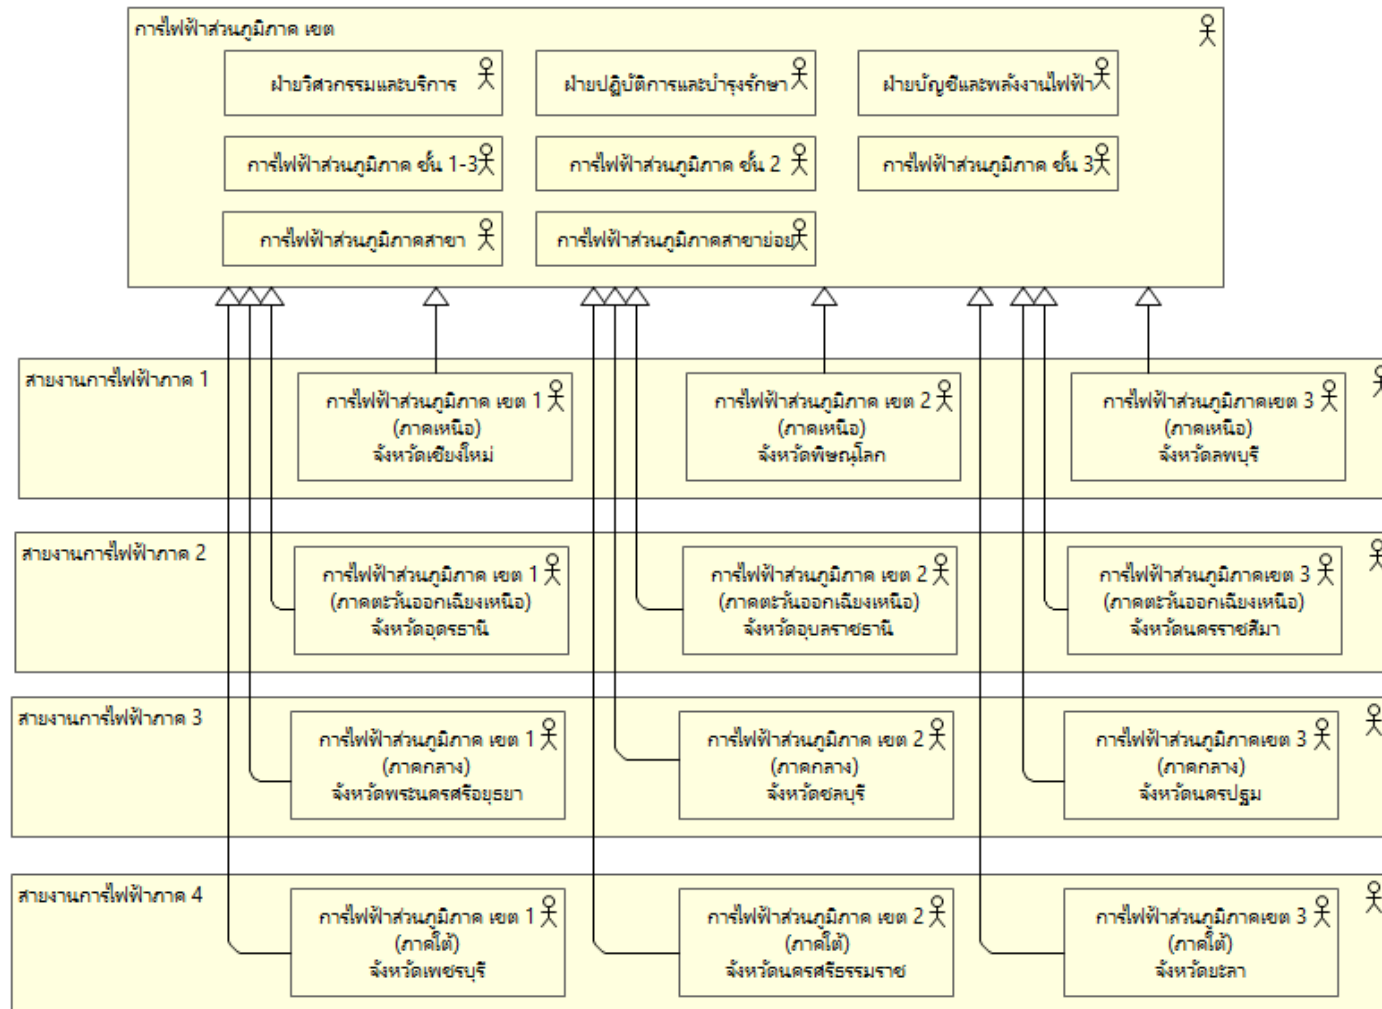 การไฟฟ้าส่วนภูมิภาค เขต
ฝ่ายวิศวกรรมและบริการ
ฝ่ายปฏิบัติการและบำรุงรักษา
ฝ่ายบัญชีและพลังงานไฟฟ้า
การไฟฟ้าส่วนภูมิภาค ชั้น 1-3
การไฟฟ้าส่วนภูมิภาค ชั้น 2
การไฟฟ้าส่วนภูมิภาค ชั้น 3
การไฟฟ้าส่วนภูมิภาคสาขา
การไฟฟ้าส่วนภูมิภาคสาขาย่อย
สายงานการไฟฟ้าภาค 1
การไฟฟ้าส่วนภูมิภาค เขต 1
(ภาคเหนือ)
จังหวัดเชียงใหม่
การไฟฟ้าส่วนภูมิภาค เขต 2
(ภาคเหนือ)
จังหวัดพิษณุโลก
การไฟฟ้าส่วนภูมิภาคเขต 3
(ภาคเหนือ)
จังหวัดลพบุรี
สายงานการไฟฟ้าภาค 2
การไฟฟ้าส่วนภูมิภาค เขต 1
(ภาคตะวันออกเฉียงเหนือ)
จังหวัดอุดรธานี
การไฟฟ้าส่วนภูมิภาค เขต 2
(ภาคตะวันออกเฉียงเหนือ)
จังหวัดอุบลราชธานี
การไฟฟ้าส่วนภูมิภาคเขต 3
(ภาคตะวันออกเฉียงเหนือ)
จังหวัดนครราชสีมา
สายงานการไฟฟ้าภาค 3
การไฟฟ้าส่วนภูมิภาค เขต 1
(ภาคกลาง)
จังหวัดพระนครศรีอยุธยา
การไฟฟ้าส่วนภูมิภาค เขต 2
(ภาคกลาง)
จังหวัดชลบุรี
การไฟฟ้าส่วนภูมิภาคเขต 3
(ภาคกลาง)
จังหวัดนครปฐม
สายงานการไฟฟ้าภาค 4
การไฟฟ้าส่วนภูมิภาค เขต 1
(ภาคใต้)
จังหวัดเพชรบุรี
การไฟฟ้าส่วนภูมิภาค เขต 2
(ภาคใต้)
จังหวัดนครศรีธรรมราช
การไฟฟ้าส่วนภูมิภาคเขต 3
(ภาคใต้)
จังหวัดยะลา